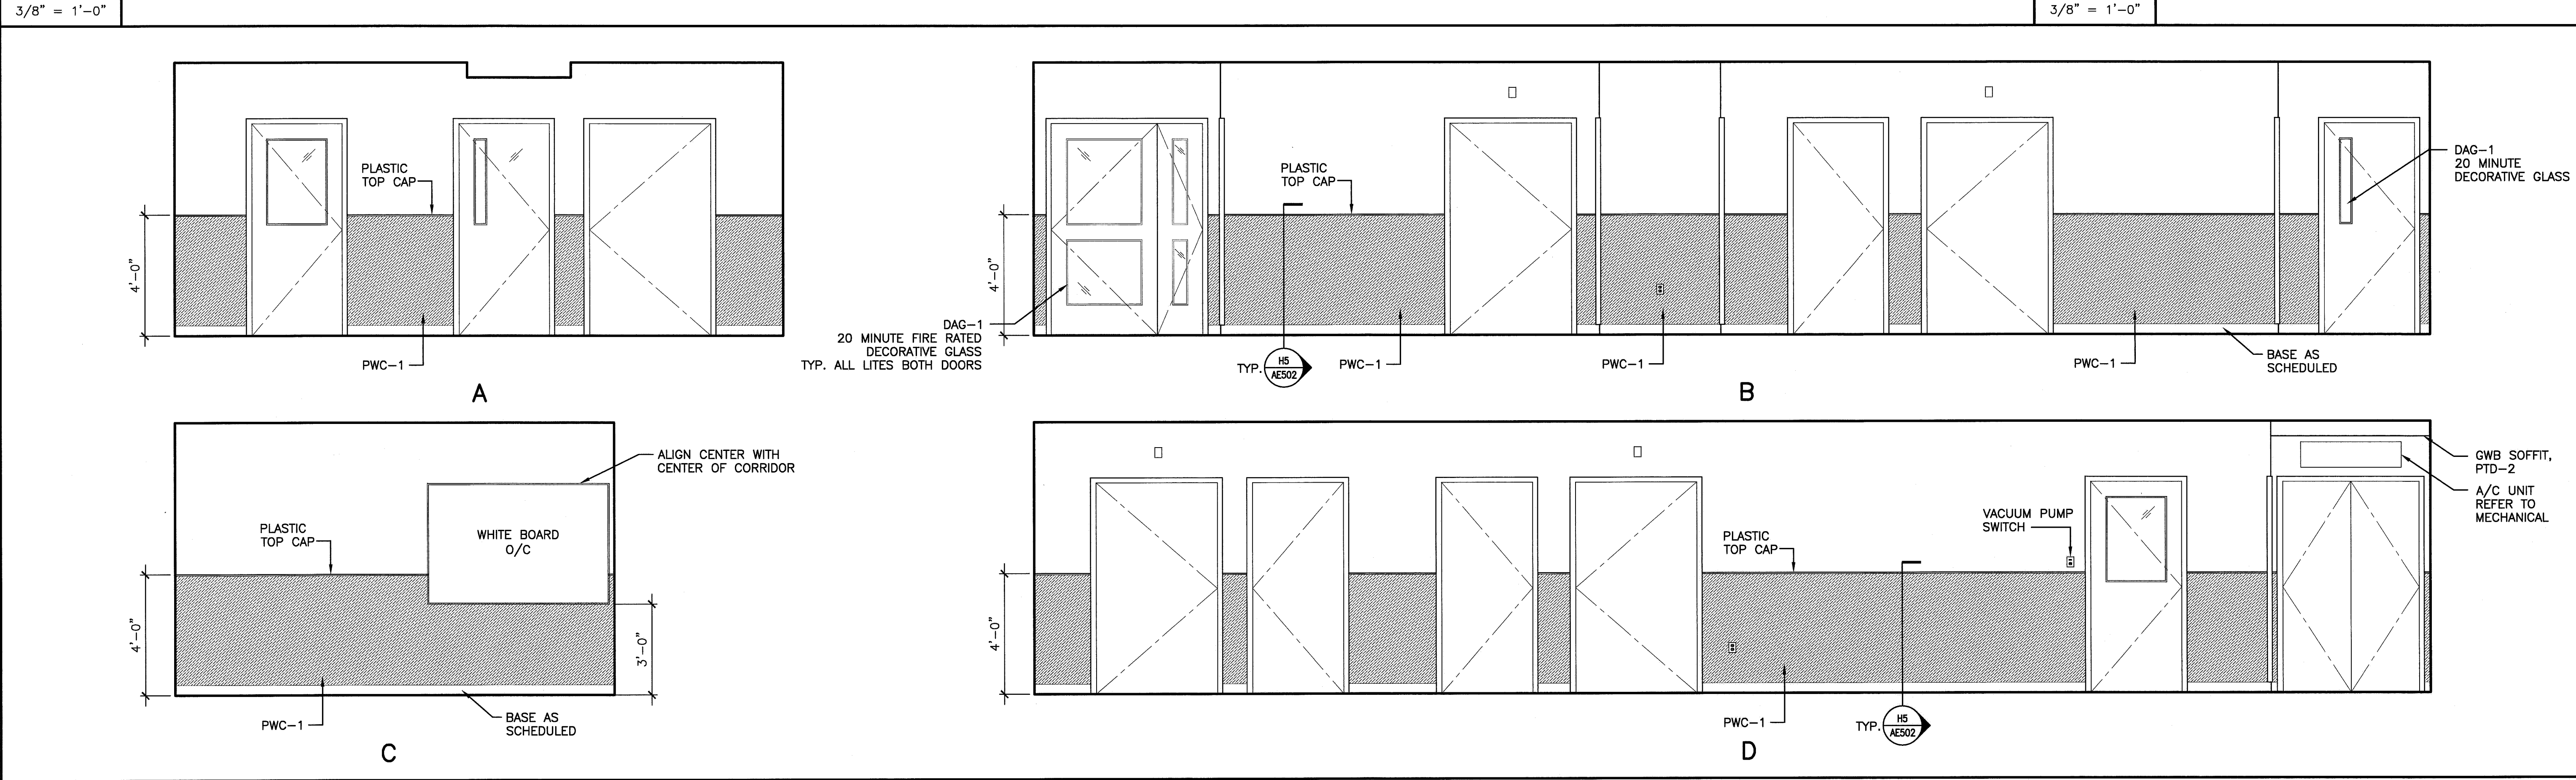 3/8" = 1'-0"
3/8" = 1'-0"
PLASTIC
TOP CAP
4'-0"
PWC-1
A
PLASTIC
TOP CAP
4'-0"
DAG-1
20 MINUTE FIRE RATED
DECORATIVE GLASS
TYP. ALL LITES BOTH DOORS
TYP.
H5
AE502
PWC-1
PWC-1
PWC-1
BASE AS
SCHEDULED
DAG-1
20 MINUTE
DECORATIVE GLASS
B
ALIGN CENTER WITH
CENTER OF CORRIDOR
WHITE BOARD
O/C
PLASTIC
TOP CAP
4'-0"
3'-0"
PWC-1
BASE AS
SCHEDULED
C
GWB SOFFIT,
PTD-2
A/C UNIT
REFER TO
MECHANICAL
VACUUM PUMP
SWITCH
PLASTIC
TOP CAP
4'-0"
PWC-1
TYP.
H5
AE502
D